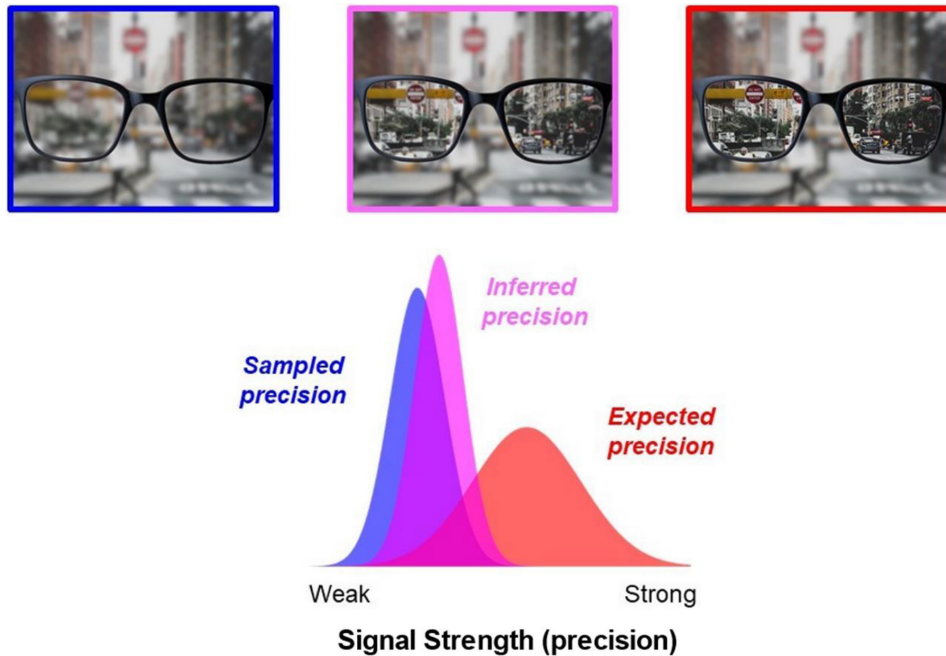 Inferred
precision
Sampled
precision
Expected
precision
Weak
Strong
Signal Strength (precision)